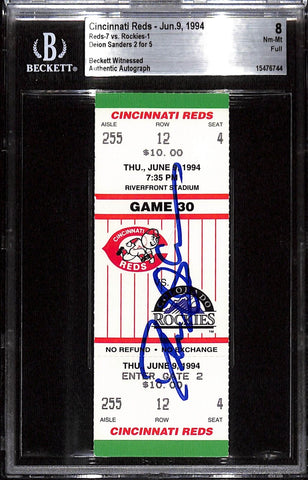 BECKETT
Cincinnati Reds - Jun.9, 1994
Reds-7 vs. Rockies-1
Deion Sanders 2 for 5
Beckett Witnessed
Authentic Autograph
8
Nm-Mt
Full
15476744
CINCINNATI REDS
AISLE ROW SEAT
255 12 4
$10.00
THU., JUNE 9, 1994
7:35 PM
RIVERFRONT STADIUM
GAME 30
CINCINNATI
REDS
VS.
COLORADO
ROCKIES
NO REFUND • NO EXCHANGE
THU. JUNE 9, 1994
ENTER GATE 2
$10.00
255 12 4
AISLE ROW SEAT
CINCINNATI REDS